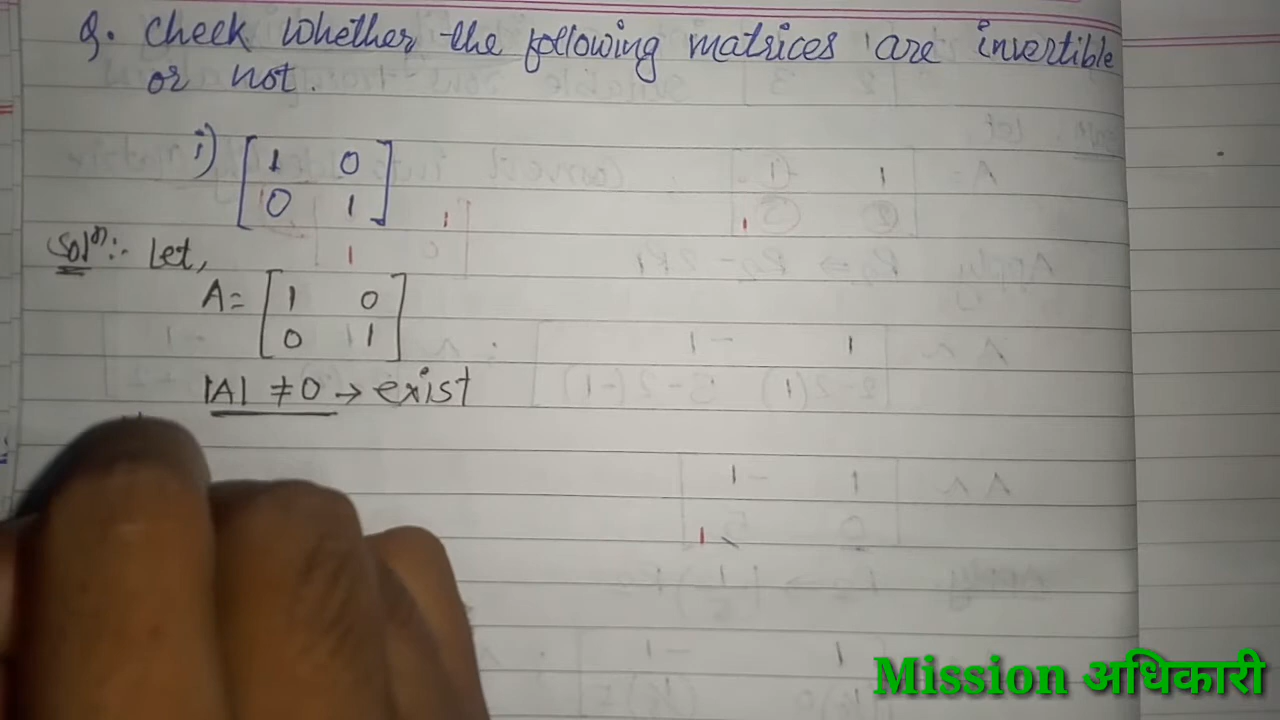 Q. Check whether the following matrices are invertible
or not.
i) [1 0
0 1]
Solⁿ:- Let,
A = [1 0
0 1]
|A| ≠ 0 → exist
Mission अधिकारी